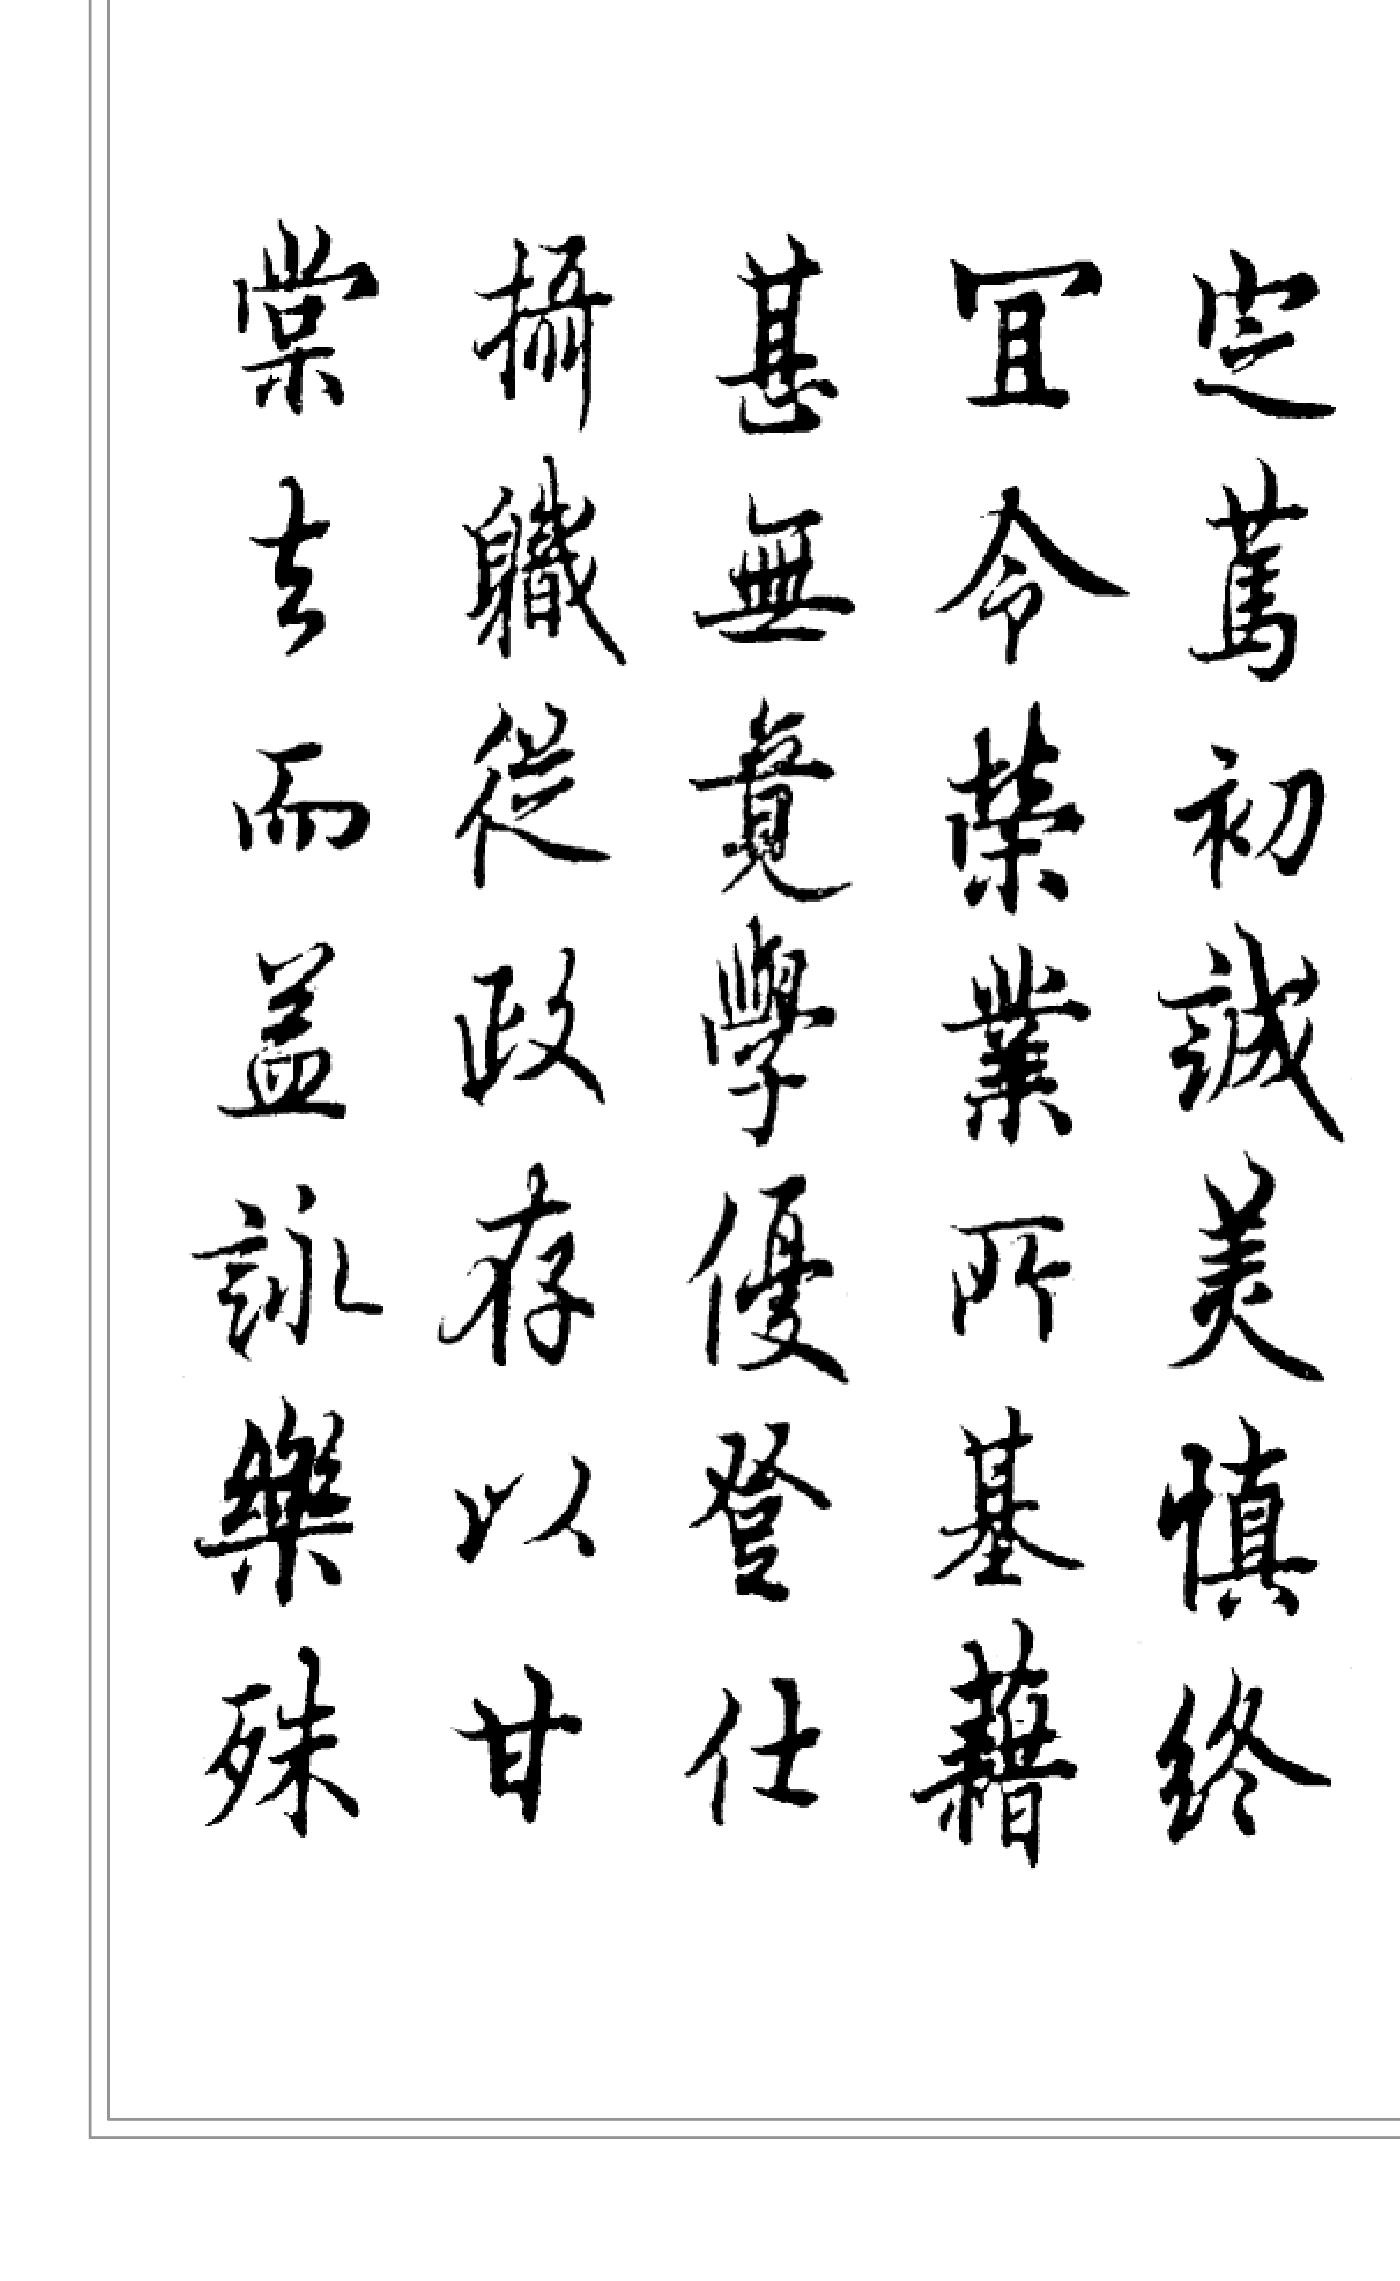 定篤初誠美慎終
宜令榮業所基藉
甚無竟學優登仕
攝職從政存以甘
棠去而益詠樂殊